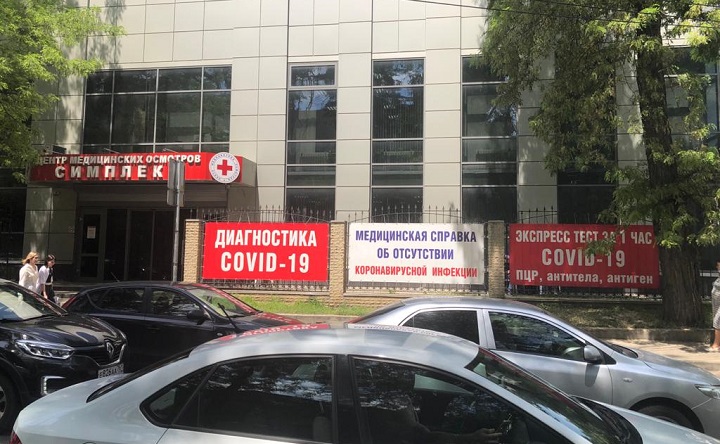 ЦЕНТР МЕДИЦИНСКИХ ОСМОТРОВ
СИМПЛЕКС
ДИАГНОСТИКА
COVID-19
МЕДИЦИНСКАЯ СПРАВКА
ОБ ОТСУТСТВИИ
КОРОНАВИРУСНОЙ ИНФЕКЦИИ
ЭКСПРЕСС ТЕСТ ЗА 1 ЧАС
COVID-19
ПЦР, антитела, антиген